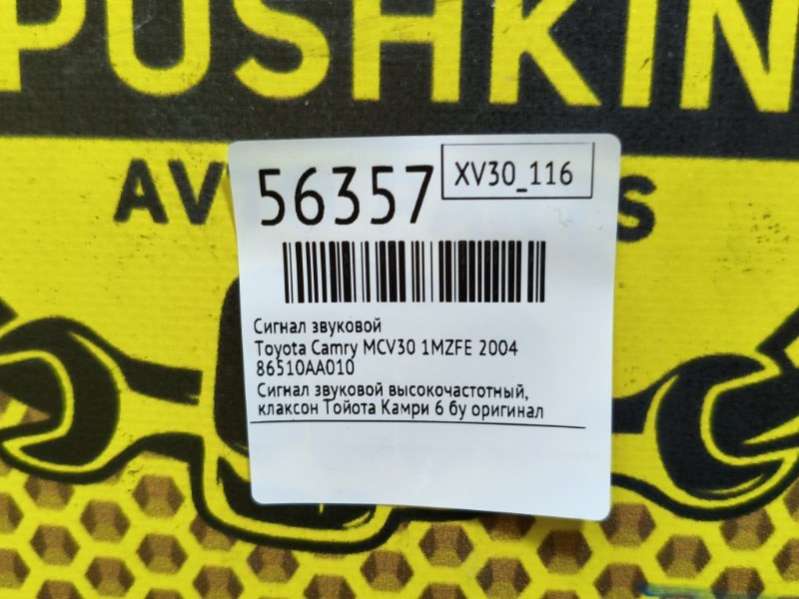 PUSHKIN
AV S
56357
XV30_116
Сигнал звуковой
Toyota Camry MCV30 1MZFE 2004
86510AA010
Сигнал звуковой высокочастотный,
клаксон Тойота Камри 6 бу оригинал